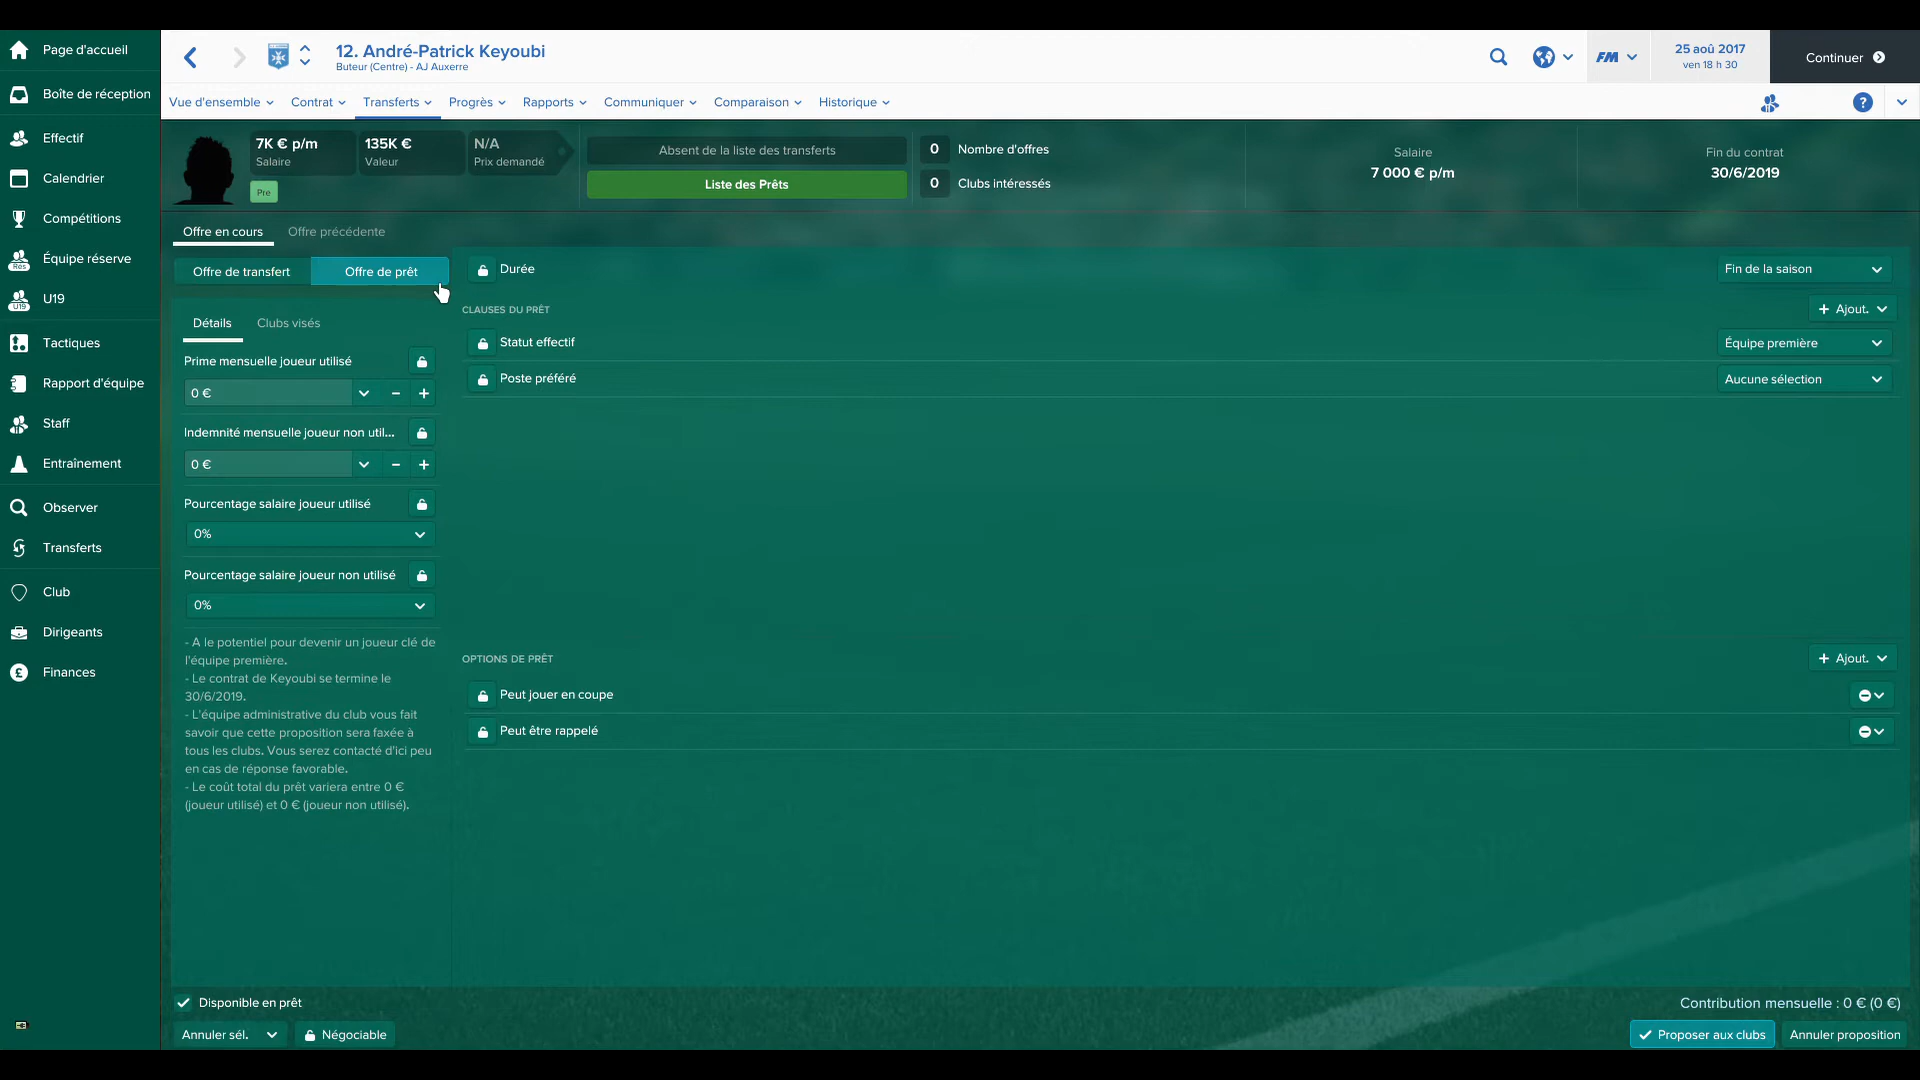 Page d'accueil
Boîte de réception
Effectif
Calendrier
Compétitions
Équipe réserve
U19
Tactiques
Rapport d'équipe
Staff
Entraînement
Observer
Transferts
Club
Dirigeants
Finances
12. André-Patrick Keyoubi
Buteur (Centre) - AJ Auxerre
FM
25 aoû 2017
ven 18 h 30
Continuer
Vue d'ensemble
Contrat
Transferts
Progrès
Rapports
Communiquer
Comparaison
Historique
?
7K € p/m
Salaire
135K €
Valeur
N/A
Prix demandé
Pre
Absent de la liste des transferts
Liste des Prêts
0 Nombre d'offres
0 Clubs intéressés
Salaire
7 000 € p/m
Fin du contrat
30/6/2019
Offre en cours
Offre précédente
Offre de transfert
Offre de prêt
Détails
Clubs visés
Prime mensuelle joueur utilisé
0 €
Indemnité mensuelle joueur non util...
0 €
Pourcentage salaire joueur utilisé
0%
Pourcentage salaire joueur non utilisé
0%
- A le potentiel pour devenir un joueur clé de
l'équipe première.
- Le contrat de Keyoubi se termine le
30/6/2019.
- L'équipe administrative du club vous fait
savoir que cette proposition sera faxée à
tous les clubs. Vous serez contacté d'ici peu
en cas de réponse favorable.
- Le coût total du prêt variera entre 0 €
(joueur utilisé) et 0 € (joueur non utilisé).
Durée
Fin de la saison
CLAUSES DU PRÊT
Ajout.
Statut effectif
Équipe première
Poste préféré
Aucune sélection
OPTIONS DE PRÊT
Ajout.
Peut jouer en coupe
Peut être rappelé
Disponible en prêt
Contribution mensuelle : 0 € (0 €)
Annuler sél.
Négociable
Proposer aux clubs
Annuler proposition